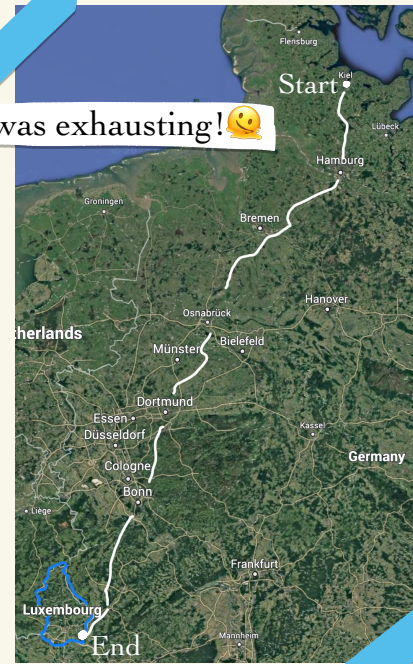 Flensburg
Kiel
Start
was exhausting!🫠
Lübeck
Hamburg
Groningen
Bremen
Hanover
Osnabrück
therlands
Münster
Bielefeld
Dortmund
Essen
Kassel
Düsseldorf
Germany
Cologne
Bonn
Liège
Frankfurt
Luxembourg
Mannheim
End